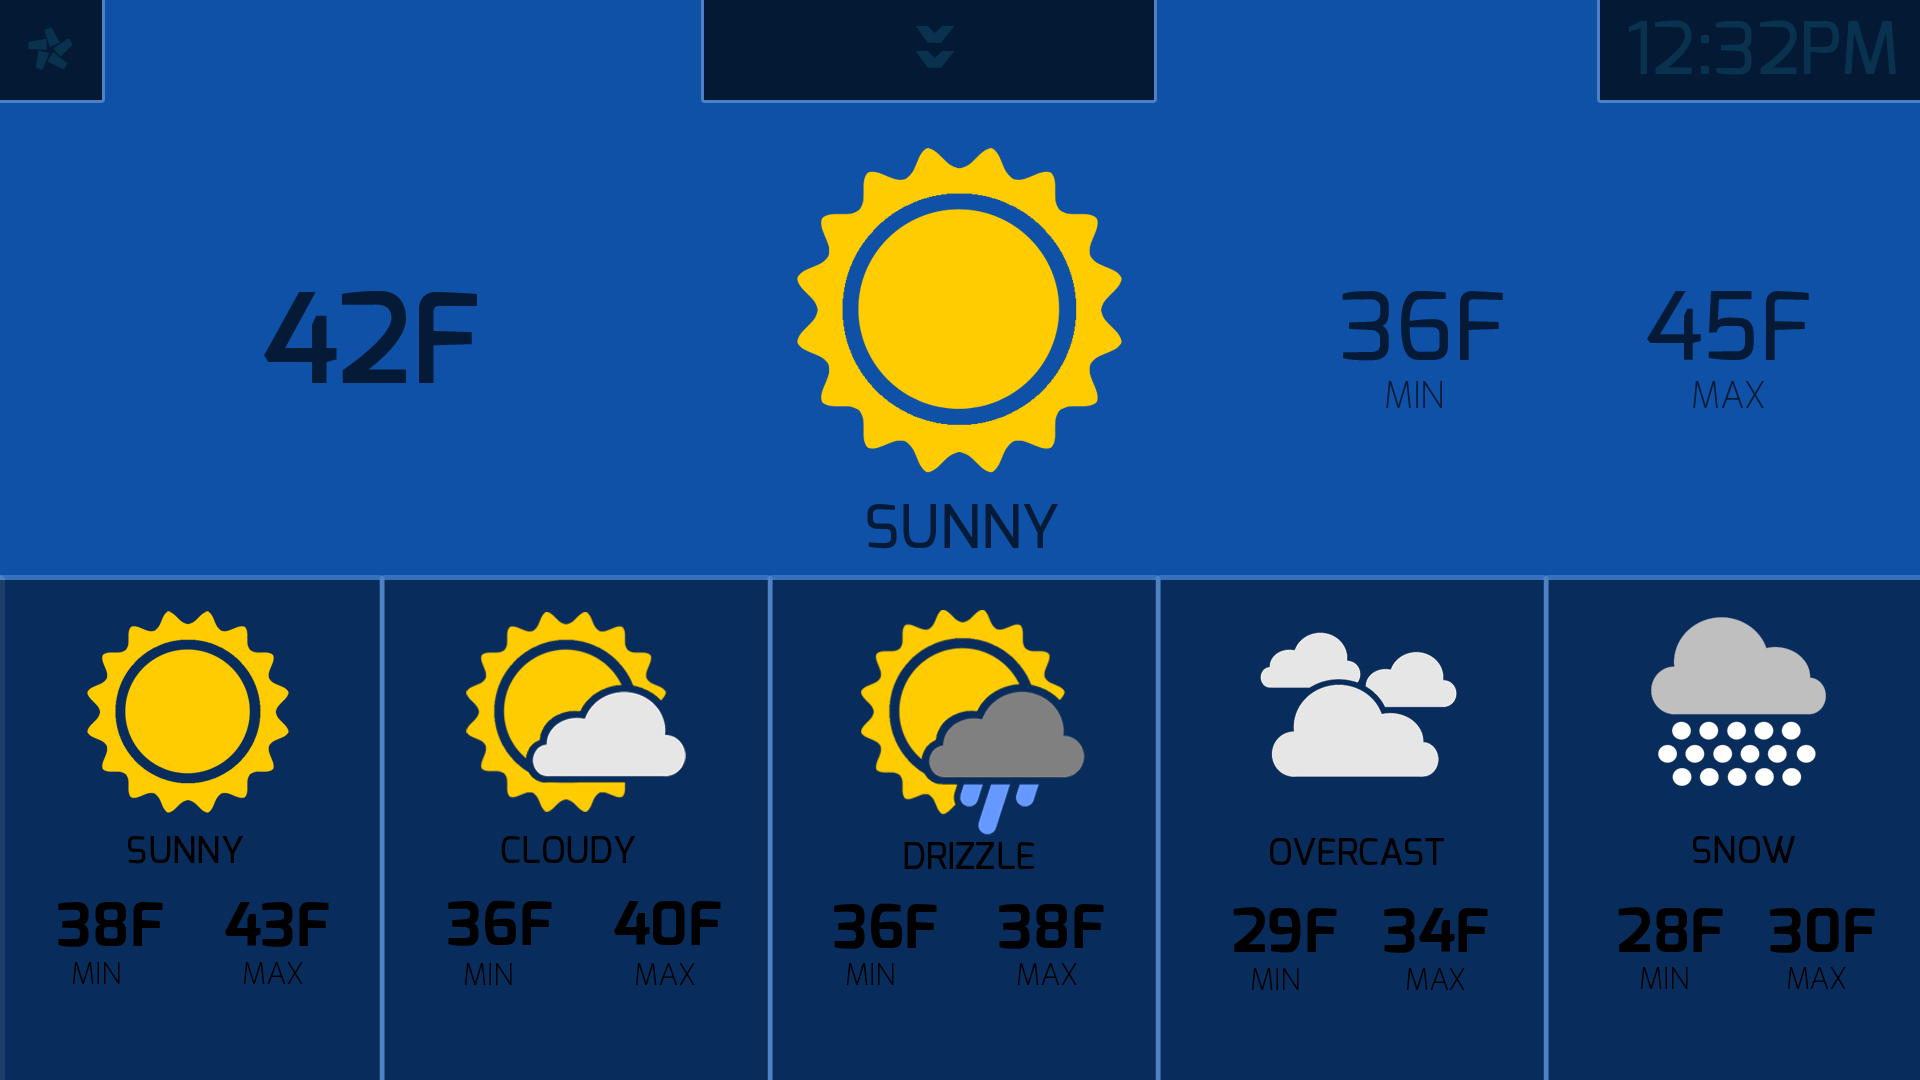 12:32PM
42F
36F
MIN
45F
MAX
SUNNY
SUNNY
38F
MIN
43F
MAX
CLOUDY
36F
MIN
40F
MAX
DRIZZLE
36F
MIN
38F
MAX
OVERCAST
29F
MIN
34F
MAX
SNOW
28F
MIN
30F
MAX